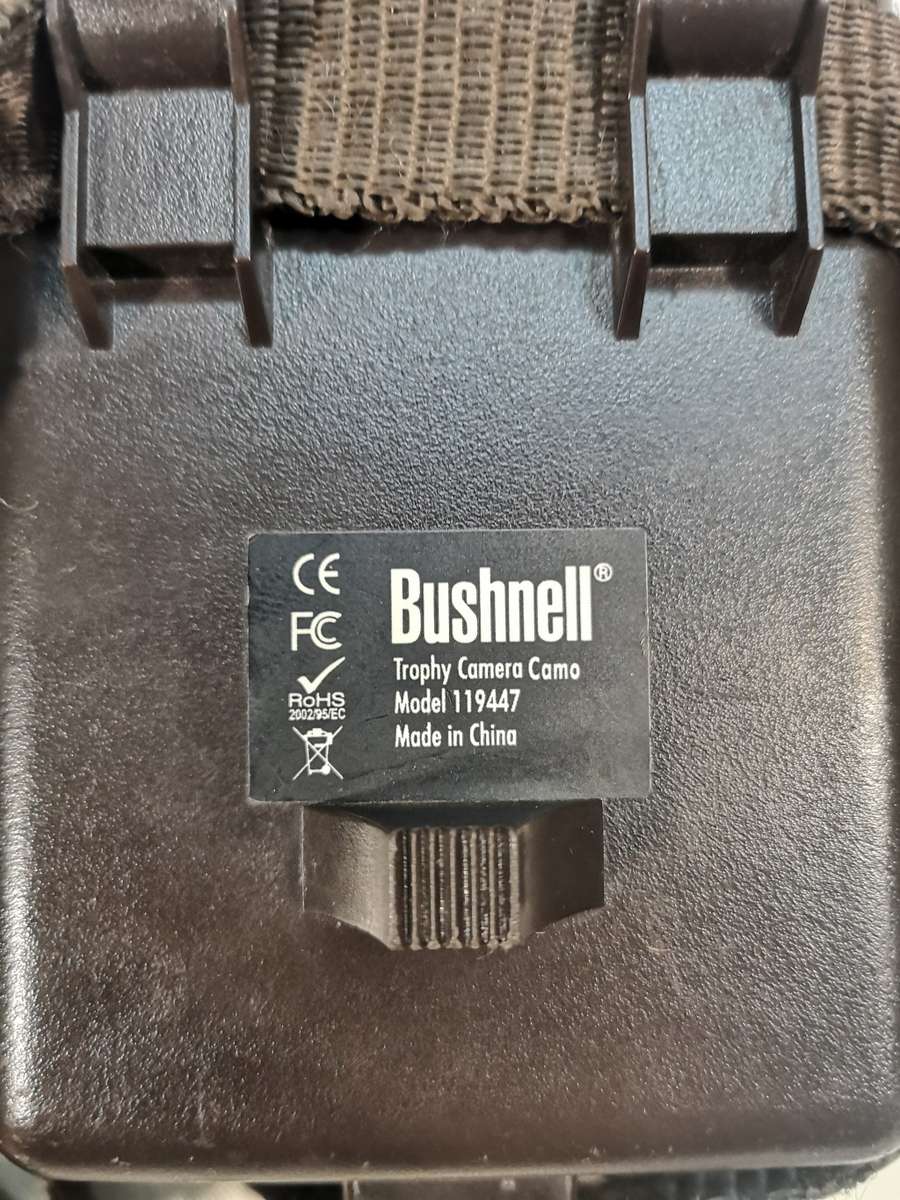 CE
FC
RoHS
2002/95/EC
Bushnell®
Trophy Camera Camo
Model 119447
Made in China